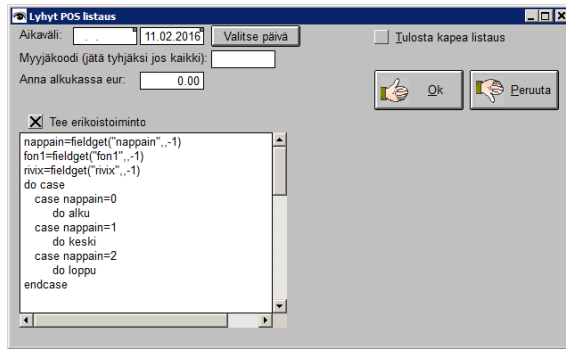 Lyhyt POS listaus
Aikaväli: . . 11.02.2016 Valitse päivä
Tulosta kapea listaus
Myyjäkoodi (jätä tyhjäksi jos kaikki):
Anna alkukassa eur: 0.00
Ok
Peruuta
Tee erikoistoiminto
nappain=fieldget("nappain",,-1)
fon1=fieldget("fon1",,-1)
rivix=fieldget("rivix",,-1)
do case
case nappain=0
do alku
case nappain=1
do keski
case nappain=2
do loppu
endcase